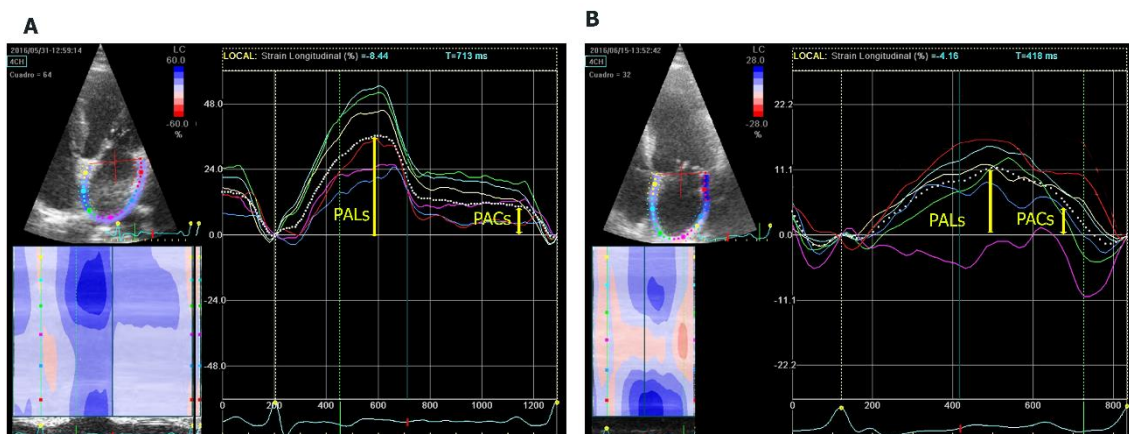 A
2016/05/31-12:59:14
4CH
Cuadro = 64
LC
60.0
-60.0
%
LOCAL: Strain Longitudinal (%) =-8.44 T=713 ms
48.0
24.0
0.0
-24.0
-48.0
PALs
PACs
0 200 400 600 800 1000 1200
B
2016/06/15-13:52:42
4CH
Cuadro = 32
LC
28.0
-28.0
%
LOCAL: Strain Longitudinal (%) =-4.16 T=418 ms
22.2
11.1
0.0
-11.1
-22.2
PALs
PACs
0 200 400 600 800